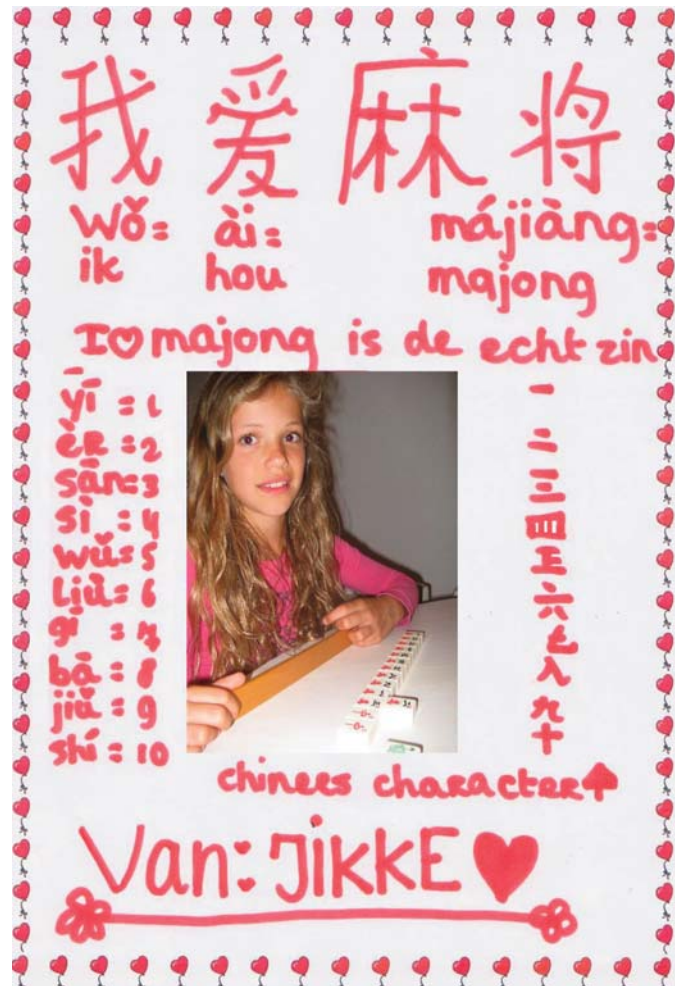 我 爱 麻 将
wǒ= ài= májiàng=
ik hou majong
I♡majong is de echt zin
yī = 1
èR = 2
sān=3
sì = 4
wǔ=5
Liù= 6
qī = 7
bā = 8
jiǔ = 9
shí = 10
一
二
三
四
五
六
七
八
九
十
chinees character↑
Van: JikkE ♥